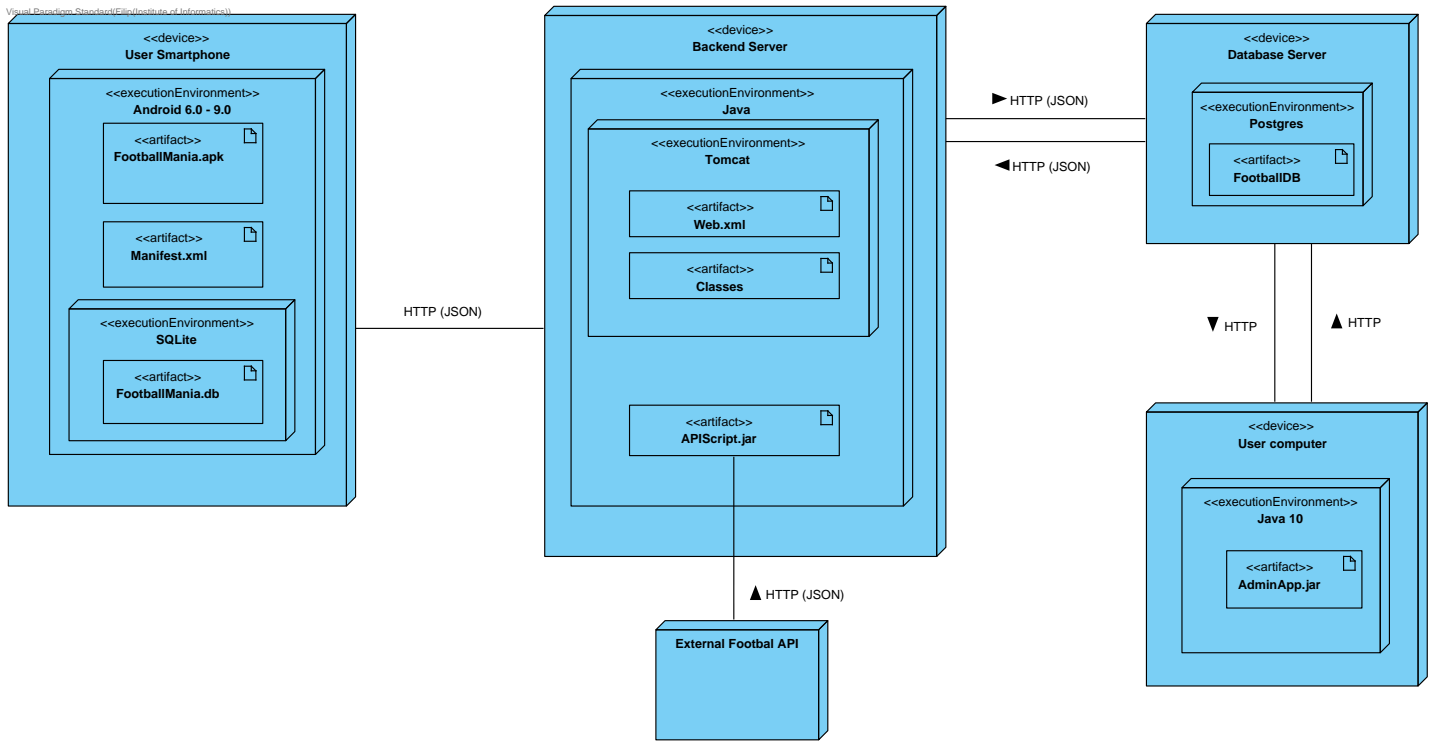 Visual Paradigm Standard(Filip(Institute of Informatics))
<<device>>
User Smartphone
<<executionEnvironment>>
Android 6.0 - 9.0
<<artifact>>
FootballMania.apk
<<artifact>>
Manifest.xml
<<executionEnvironment>>
SQLite
<<artifact>>
FootballMania.db
HTTP (JSON)
<<device>>
Backend Server
<<executionEnvironment>>
Java
<<executionEnvironment>>
Tomcat
<<artifact>>
Web.xml
<<artifact>>
Classes
<<artifact>>
APIScript.jar
HTTP (JSON)
External Footbal API
HTTP (JSON)
HTTP (JSON)
<<device>>
Database Server
<<executionEnvironment>>
Postgres
<<artifact>>
FootballDB
HTTP
HTTP
<<device>>
User computer
<<executionEnvironment>>
Java 10
<<artifact>>
AdminApp.jar